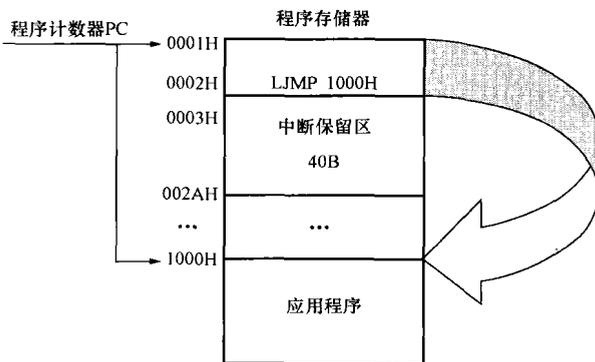 程序存储器
程序计数器PC
0001H
0002H
LJMP 1000H
0003H
中断保留区
40B
002AH
...
...
1000H
应用程序